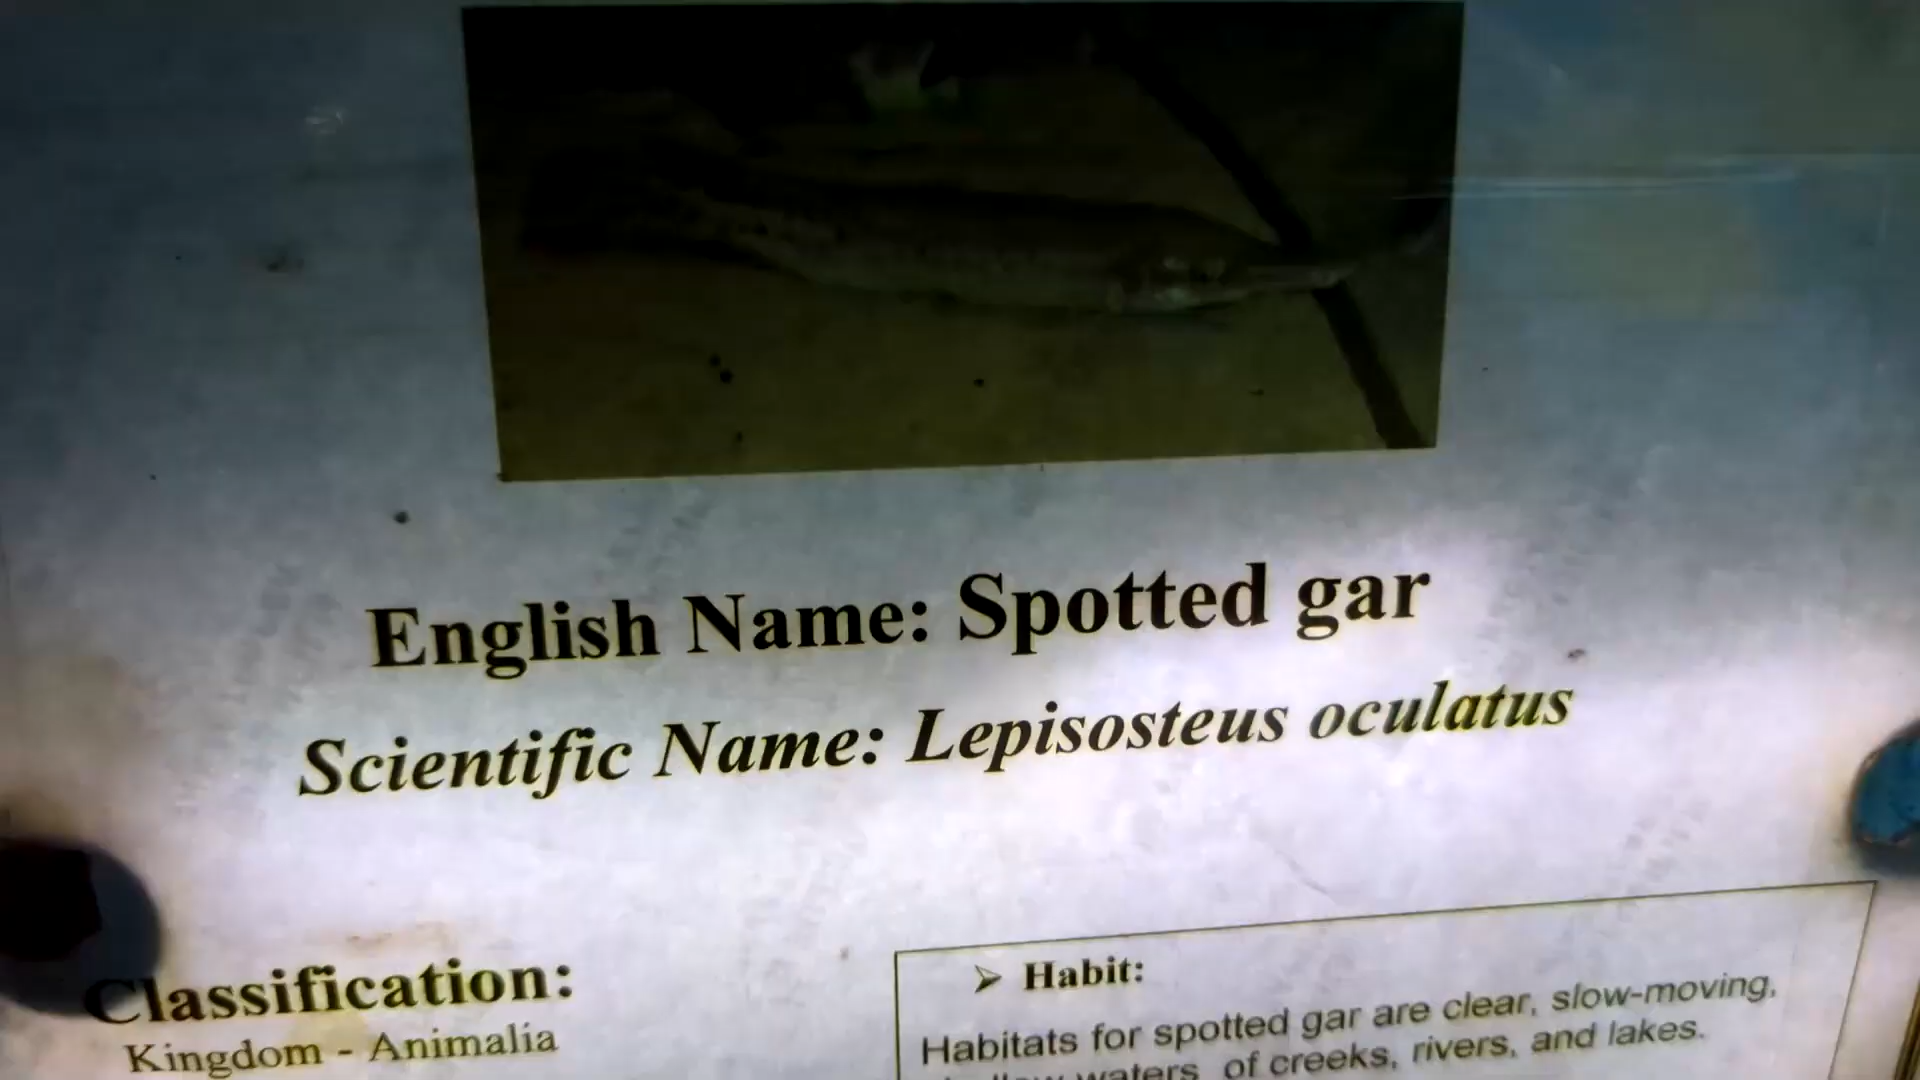 English Name: Spotted gar
Scientific Name: Lepisosteus oculatus
Classification:
Kingdom - Animalia
➢ Habit:
Habitats for spotted gar are clear, slow-moving,
waters of creeks, rivers, and lakes.